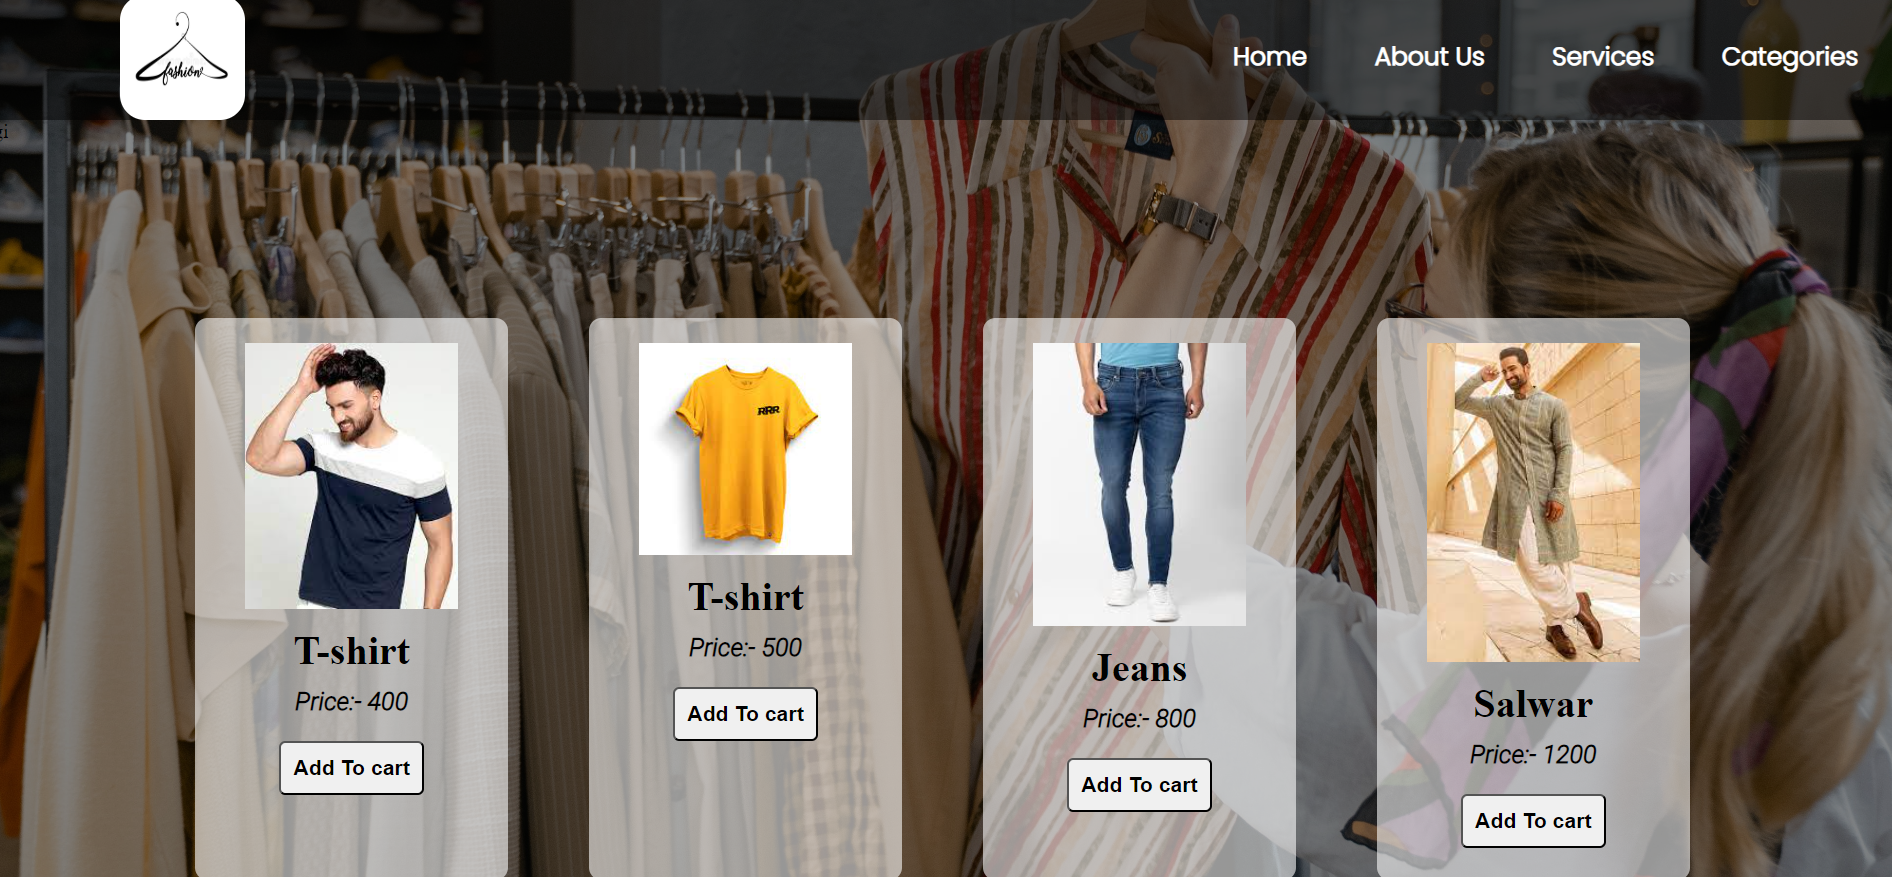 fashion
Home About Us Services Categories
gi
RRR
T-shirt
Price:- 400
Add To cart
T-shirt
Price:- 500
Add To cart
Jeans
Price:- 800
Add To cart
Salwar
Price:- 1200
Add To cart